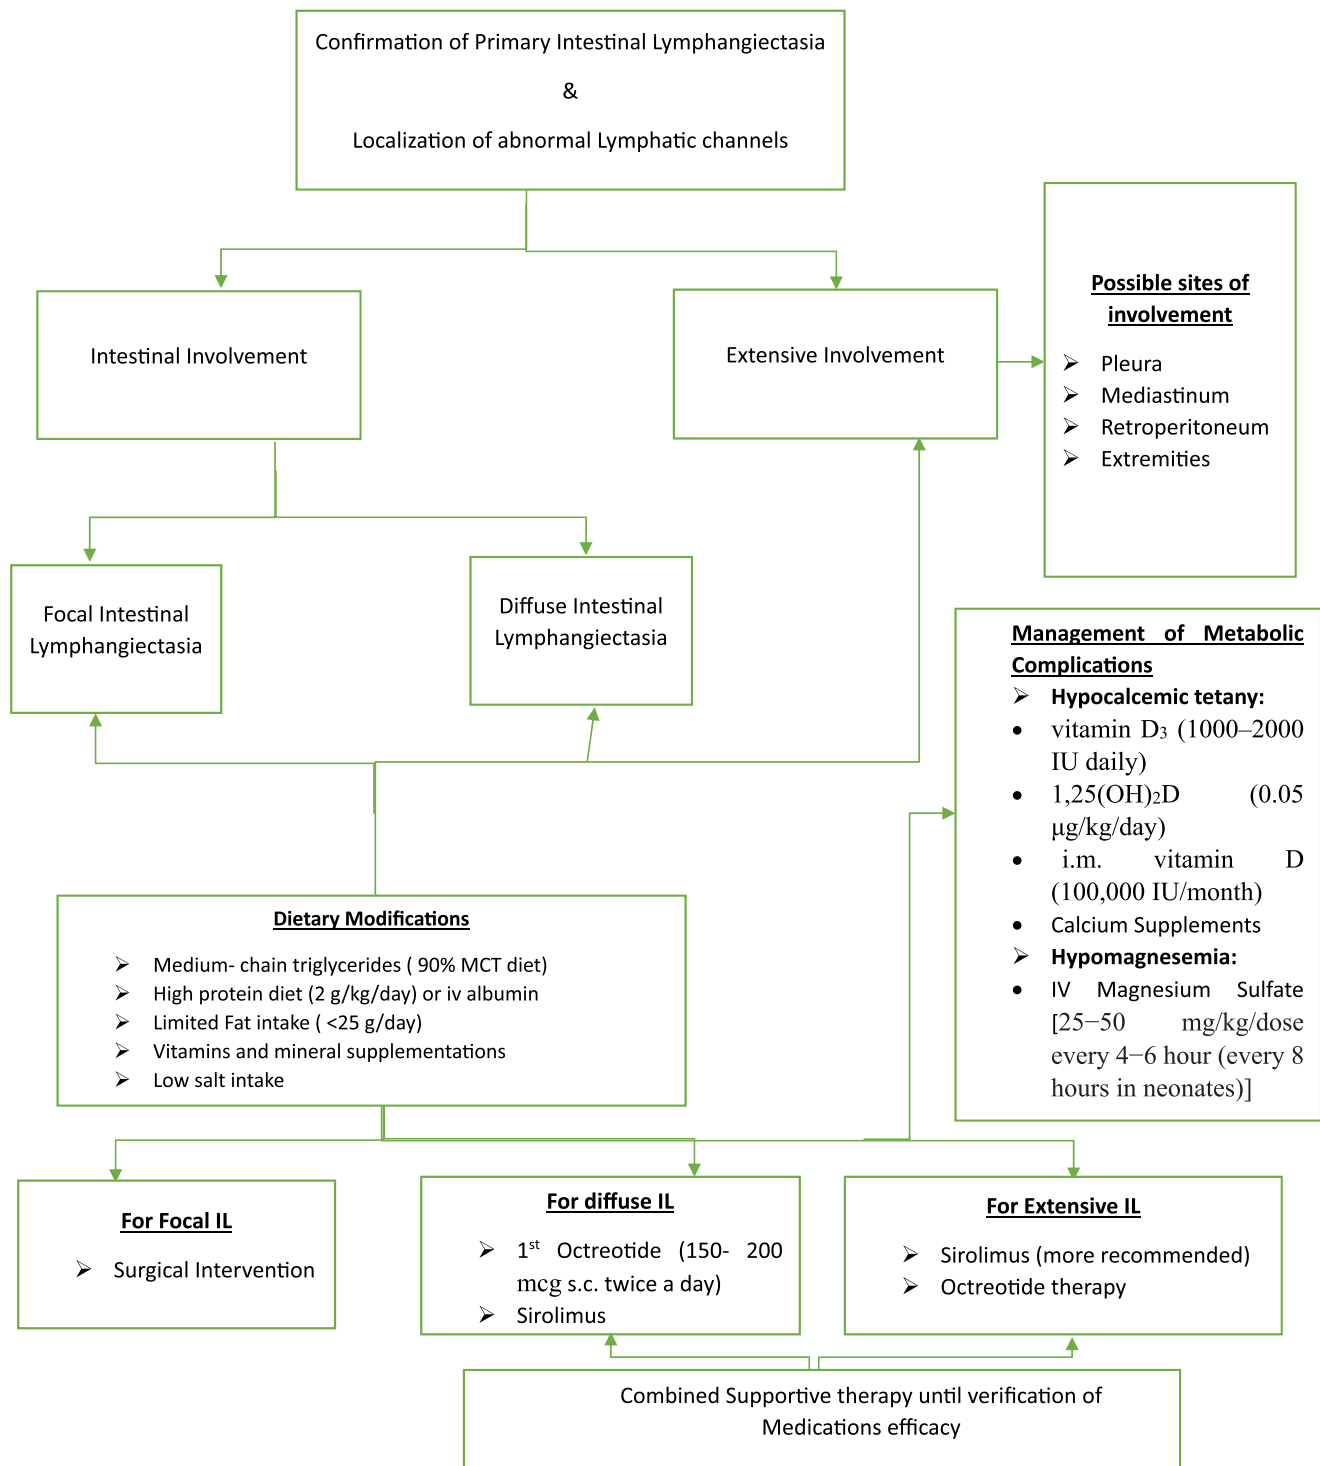 Confirmation of Primary Intestinal Lymphangiectasia
&
Localization of abnormal Lymphatic channels
Intestinal Involvement
Extensive Involvement
Possible sites of
involvement
➢ Pleura
➢ Mediastinum
➢ Retroperitoneum
➢ Extremities
Focal Intestinal
Lymphangiectasia
Diffuse Intestinal
Lymphangiectasia
Management of Metabolic
Complications
➢ Hypocalcemic tetany:
• vitamin D₃ (1000–2000
IU daily)
• 1,25(OH)₂D (0.05
µg/kg/day)
• i.m. vitamin D
(100,000 IU/month)
• Calcium Supplements
➢ Hypomagnesemia:
• IV Magnesium Sulfate
[25−50 mg/kg/dose
every 4−6 hour (every 8
hours in neonates)]
Dietary Modifications
➢ Medium- chain triglycerides ( 90% MCT diet)
➢ High protein diet (2 g/kg/day) or iv albumin
➢ Limited Fat intake ( <25 g/day)
➢ Vitamins and mineral supplementations
➢ Low salt intake
For Focal IL
➢ Surgical Intervention
For diffuse IL
➢ 1st Octreotide (150- 200
mcg s.c. twice a day)
➢ Sirolimus
For Extensive IL
➢ Sirolimus (more recommended)
➢ Octreotide therapy
Combined Supportive therapy until verification of
Medications efficacy